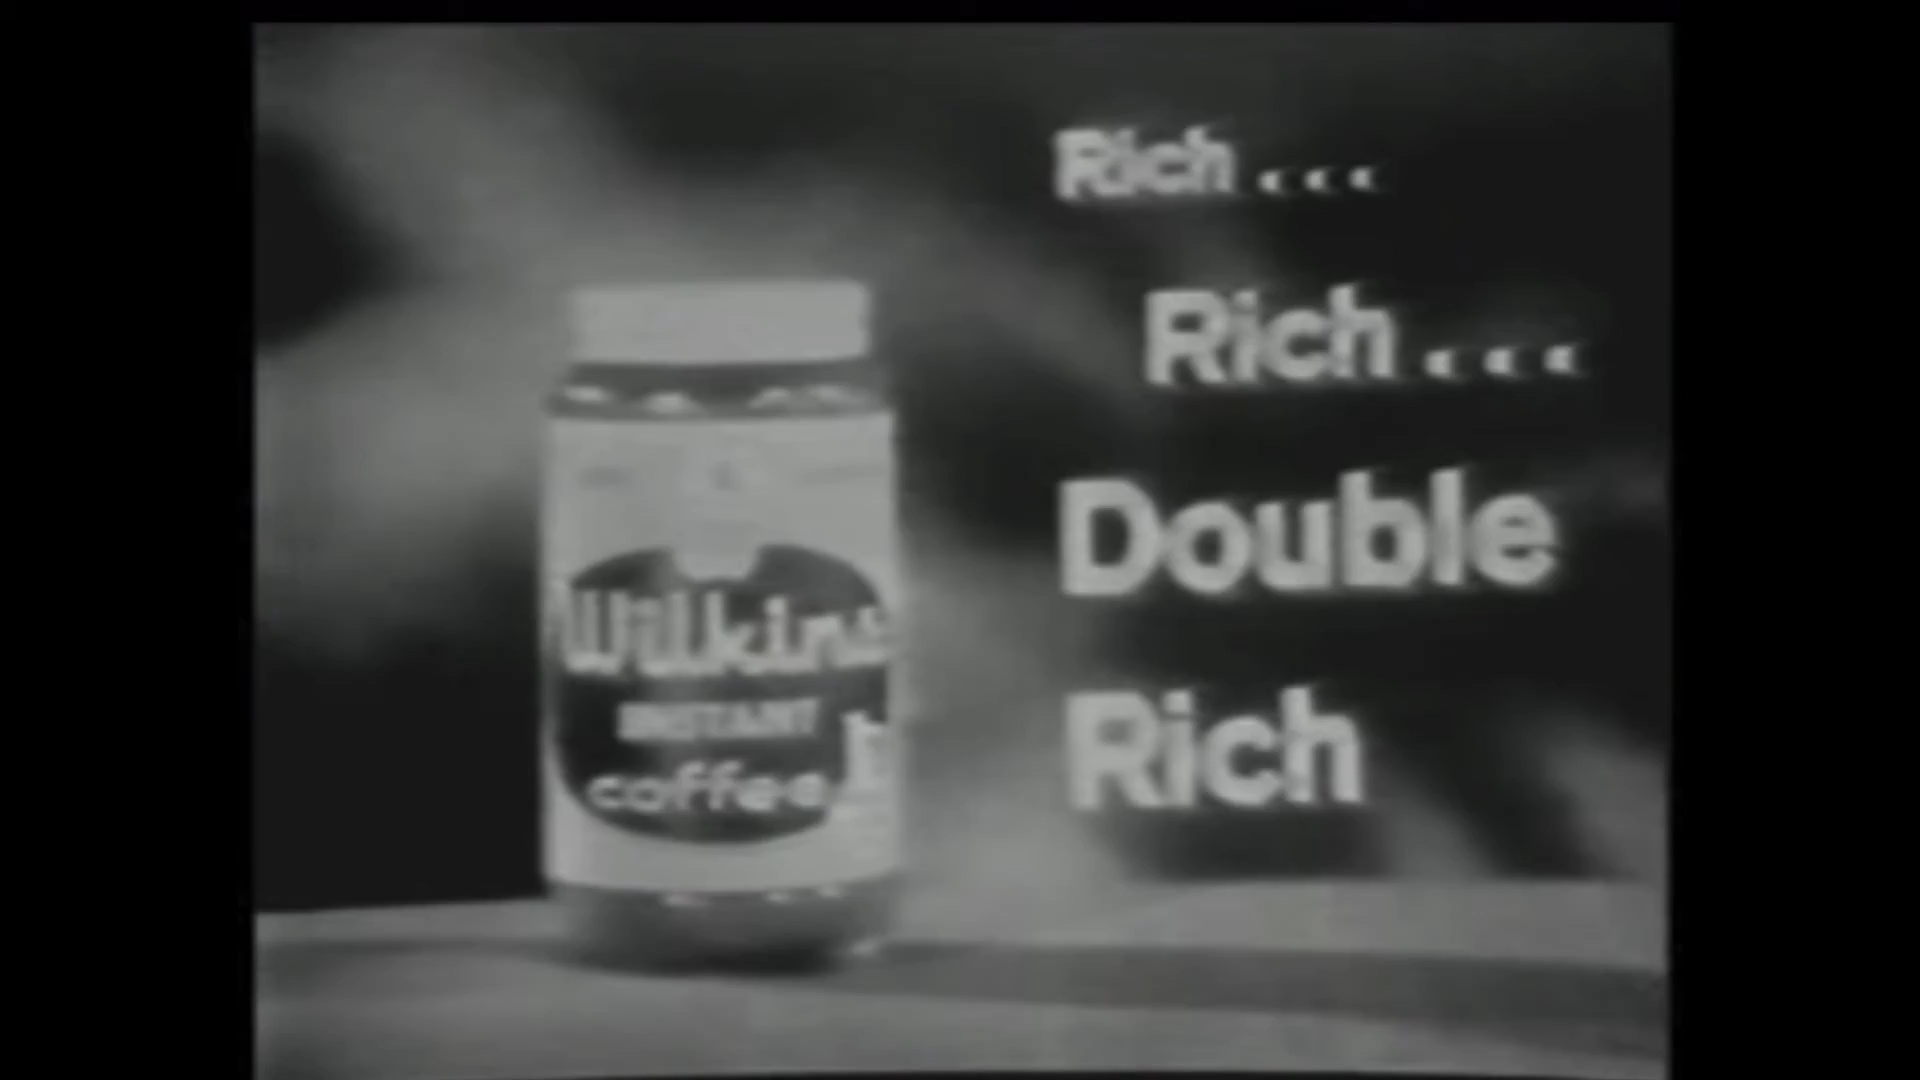 Rich...
Rich...
Double
Rich
Wilkins
INSTANT
coffee